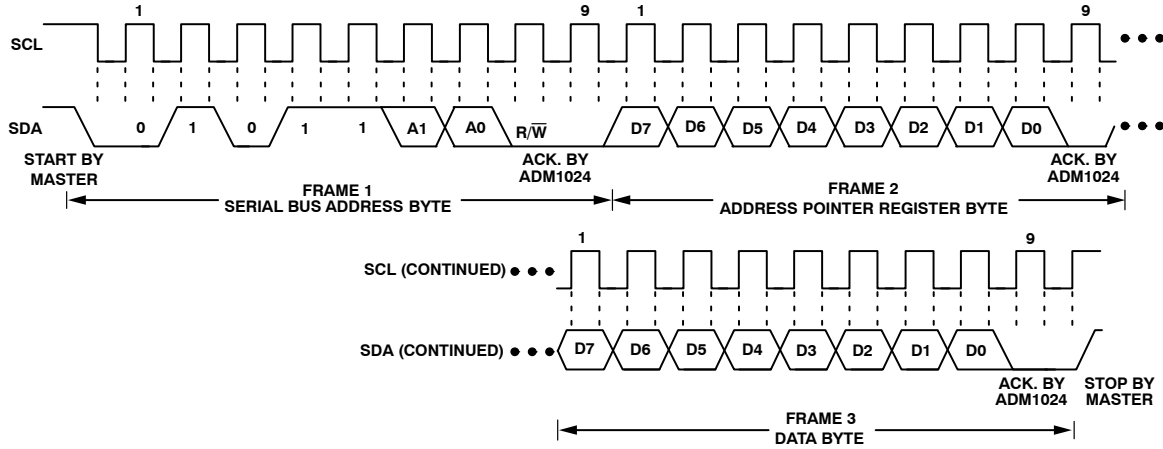 1 9 1 9
SCL
SDA 0 1 0 1 1 A1 A0 R/W̅ D7 D6 D5 D4 D3 D2 D1 D0
START BY MASTER
ACK. BY ADM1024
ACK. BY ADM1024
FRAME 1
SERIAL BUS ADDRESS BYTE
FRAME 2
ADDRESS POINTER REGISTER BYTE
1 9
SCL (CONTINUED)
SDA (CONTINUED) D7 D6 D5 D4 D3 D2 D1 D0
ACK. BY ADM1024
STOP BY MASTER
FRAME 3
DATA BYTE